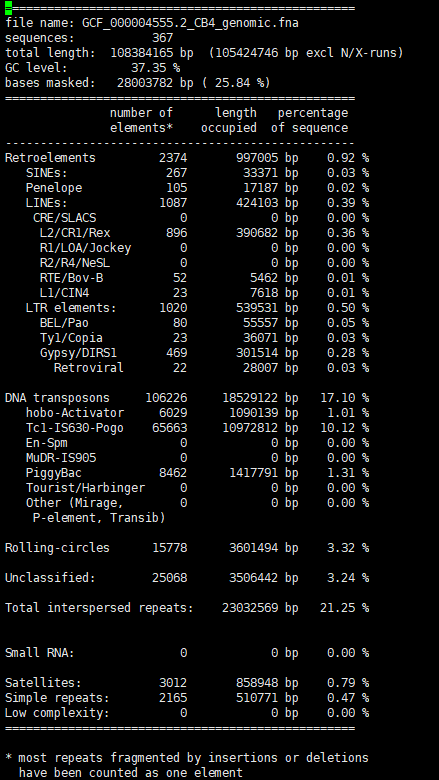 ==================================================
file name: GCF_000004555.2_CB4_genomic.fna
sequences:           367
total length:  108384165 bp  (105424746 bp excl N/X-runs)
GC level:         37.35 %
bases masked:   28003782 bp ( 25.84 %)
==================================================
               number of      length   percentage
               elements*    occupied  of sequence
--------------------------------------------------
Retroelements         2374       997005 bp    0.92 %
   SINEs:              267        33371 bp    0.03 %
   Penelope            105        17187 bp    0.02 %
   LINEs:             1087       424103 bp    0.39 %
    CRE/SLACS            0            0 bp    0.00 %
     L2/CR1/Rex        896       390682 bp    0.36 %
     R1/LOA/Jockey       0            0 bp    0.00 %
     R2/R4/NeSL          0            0 bp    0.00 %
     RTE/Bov-B          52         5462 bp    0.01 %
     L1/CIN4            23         7618 bp    0.01 %
   LTR elements:      1020       539531 bp    0.50 %
     BEL/Pao            80        55557 bp    0.05 %
     Ty1/Copia          23        36071 bp    0.03 %
     Gypsy/DIRS1       469       301514 bp    0.28 %
       Retroviral       22        28007 bp    0.03 %
DNA transposons     106226     18529122 bp   17.10 %
   hobo-Activator     6029      1090139 bp    1.01 %
   Tc1-IS630-Pogo    65663     10972812 bp   10.12 %
   En-Spm                0            0 bp    0.00 %
   MuDR-IS905            0            0 bp    0.00 %
   PiggyBac           8462      1417791 bp    1.31 %
   Tourist/Harbinger     0            0 bp    0.00 %
   Other (Mirage,        0            0 bp    0.00 %
    P-element, Transib)
Rolling-circles      15778      3601494 bp    3.32 %
Unclassified:        25068      3506442 bp    3.24 %
Total interspersed repeats:    23032569 bp   21.25 %
Small RNA:               0            0 bp    0.00 %
Satellites:           3012       858948 bp    0.79 %
Simple repeats:       2165       510771 bp    0.47 %
Low complexity:          0            0 bp    0.00 %
==================================================
* most repeats fragmented by insertions or deletions
  have been counted as one element